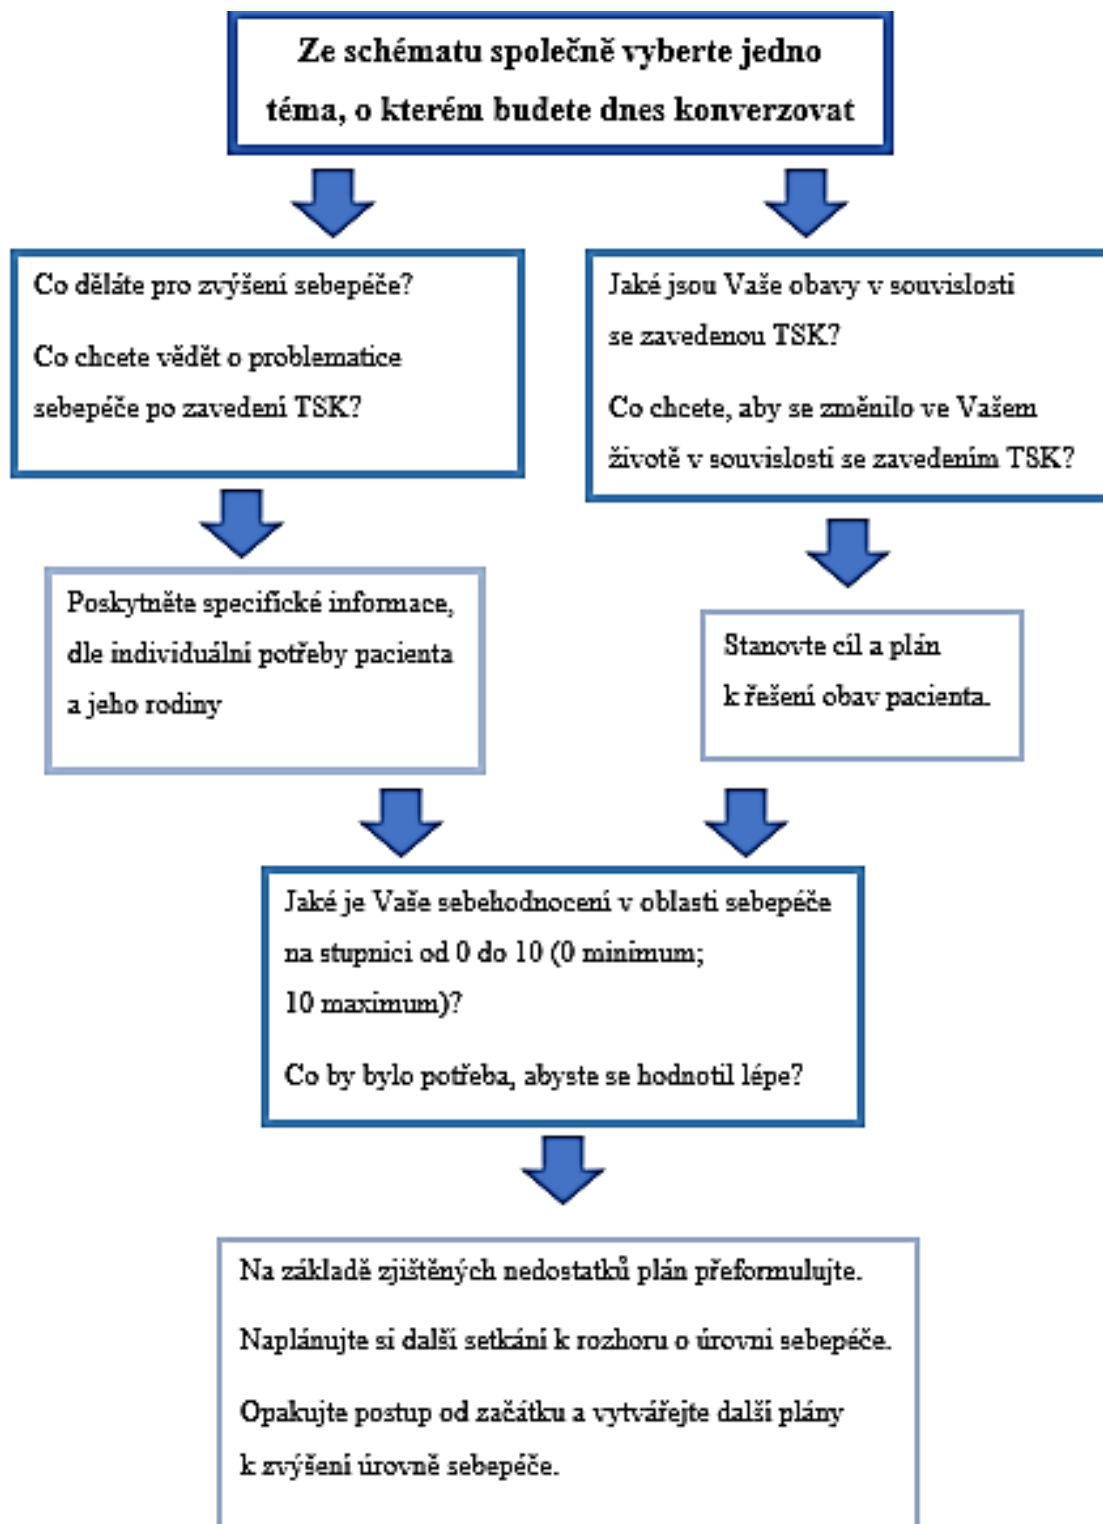 Ze schématu společně vyberte jedno
téma, o kterém budete dnes konverzovat
Co děláte pro zvýšení sebepéče?
Co chcete vědět o problematice
sebepéče po zavedení TSK?
Jaké jsou Vaše obavy v souvislosti
se zavedenou TSK?
Co chcete, aby se změnilo ve Vašem
životě v souvislosti se zavedením TSK?
Poskytněte specifické informace,
dle individuální potřeby pacienta
a jeho rodiny
Stanovte cíl a plán
k řešení obav pacienta.
Jaké je Vaše sebehodnocení v oblasti sebepéče
na stupnici od 0 do 10 (0 minimum;
10 maximum)?
Co by bylo potřeba, abyste se hodnotil lépe?
Na základě zjištěných nedostatků plán přeformulujte.
Naplánujte si další setkání k rozhoru o úrovni sebepéče.
Opakujte postup od začátku a vytvářejte další plány
k zvýšení úrovně sebepéče.